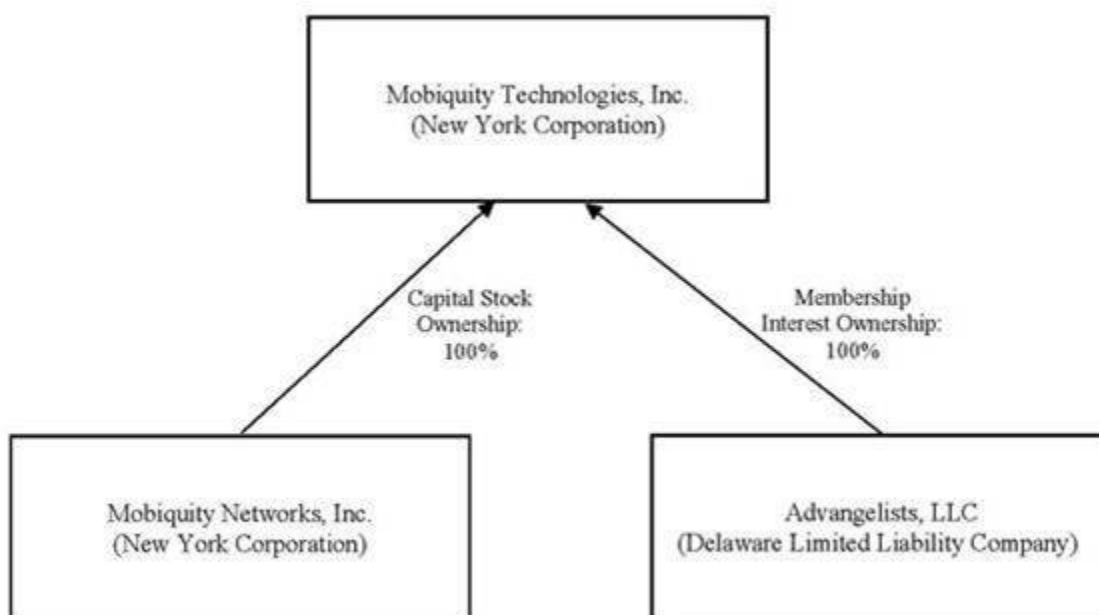 Mobiquity Technologies, Inc.
(New York Corporation)
Capital Stock
Ownership:
100%
Membership
Interest Ownership:
100%
Mobiquity Networks, Inc.
(New York Corporation)
Advangelists, LLC
(Delaware Limited Liability Company)